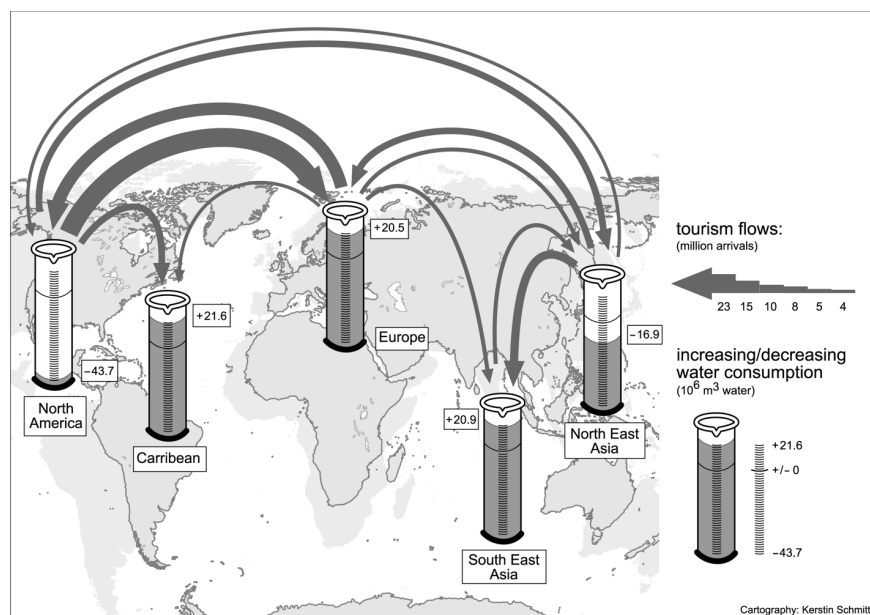 +20.5
+21.6
Europe
−16.9
−43.7
North
America
+20.9
Carribean
North East
Asia
South East
Asia
tourism flows:
(million arrivals)
23 15 10 8 5 4
increasing/decreasing
water consumption
(10⁶ m³ water)
+21.6
+/− 0
−43.7
Cartography: Kerstin Schmitt